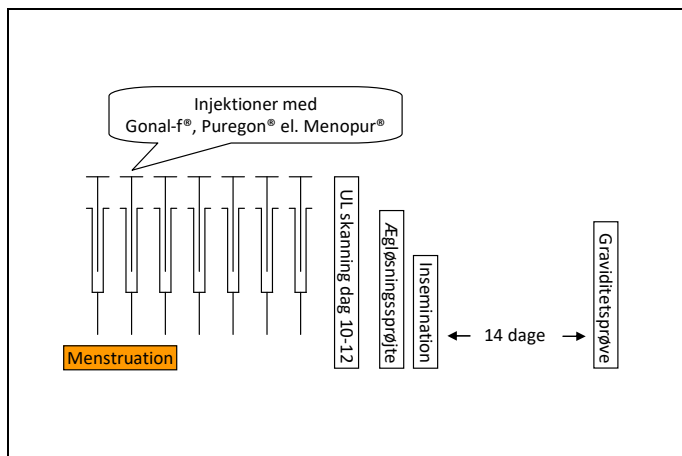 Injektioner med
Gonal-f®, Puregon® el. Menopur®
UL skanning dag 10-12
Ægløsningssprøjte
Insemination
Graviditetsprøve
14 dage
Menstruation